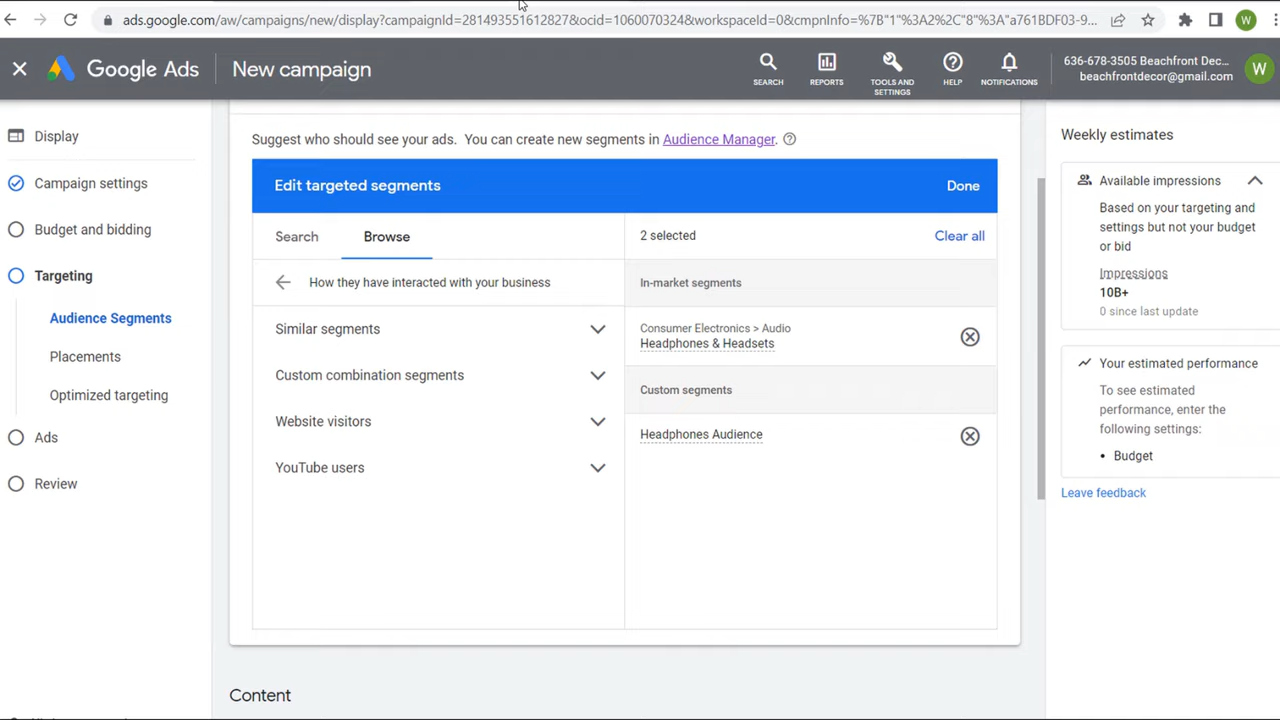 ads.google.com/aw/campaigns/new/display?campaignId=281493551612827&ocid=1060070324&workspaceId=0&cmpnInfo=%7B"1"%3A2%2C"8"%3A"a761BDF03-9...
W
Google Ads
New campaign
SEARCH
REPORTS
TOOLS AND
SETTINGS
HELP
NOTIFICATIONS
636-678-3505 Beachfront Dec...
beachfrontdecor@gmail.com
W
Display
Campaign settings
Budget and bidding
Targeting
Audience Segments
Placements
Optimized targeting
Ads
Review
Suggest who should see your ads. You can create new segments in Audience Manager.
Edit targeted segments
Done
Search
Browse
2 selected
Clear all
How they have interacted with your business
Similar segments
Custom combination segments
Website visitors
YouTube users
In-market segments
Consumer Electronics > Audio
Headphones & Headsets
Custom segments
Headphones Audience
Content
Weekly estimates
Available impressions
Based on your targeting and
settings but not your budget
or bid
Impressions
10B+
0 since last update
Your estimated performance
To see estimated
performance, enter the
following settings:
• Budget
Leave feedback